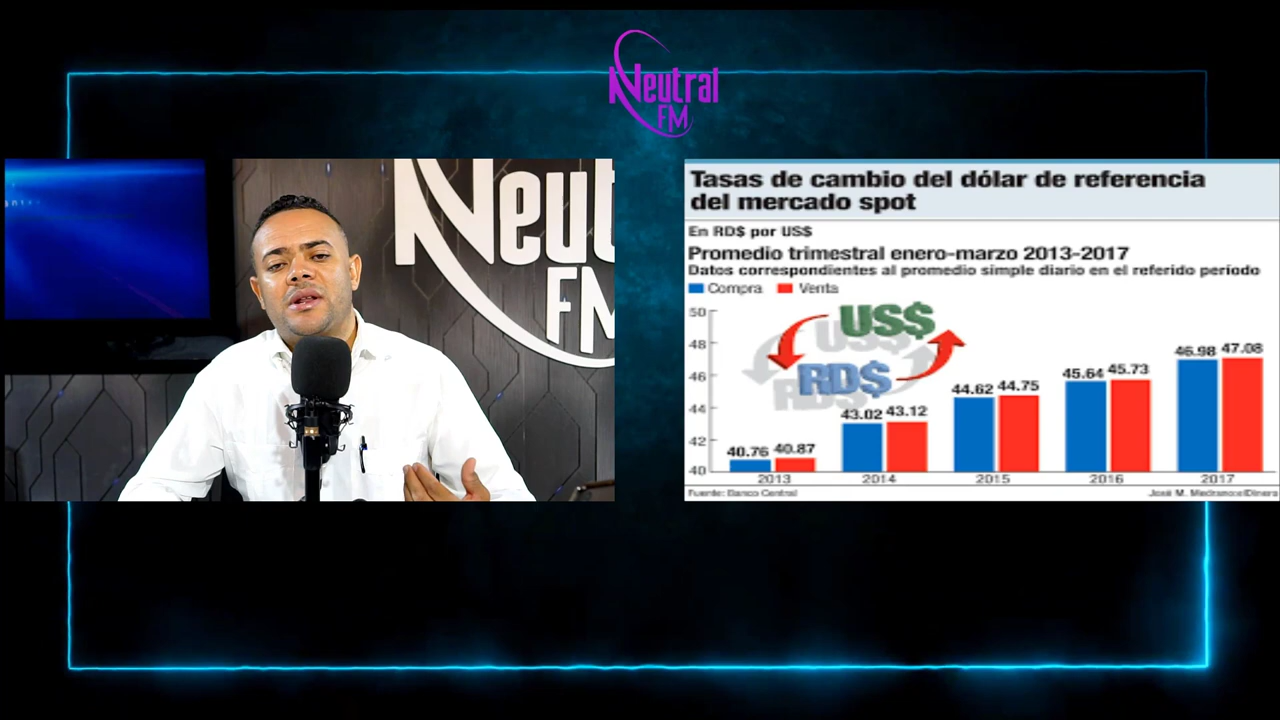 Neutral
FM
Neutral
FM
Tasas de cambio del dólar de referencia
del mercado spot
En RD$ por US$
Promedio trimestral enero-marzo 2013-2017
Datos correspondientes al promedio simple diario en el referido período
Compra Venta
50
48
46
44
42
40
US$
RD$
40.76 40.87
43.02 43.12
44.62 44.75
45.64 45.73
46.98 47.08
2013 2014 2015 2016 2017
Fuente: Banco Central
José M. Medrano:elDinero